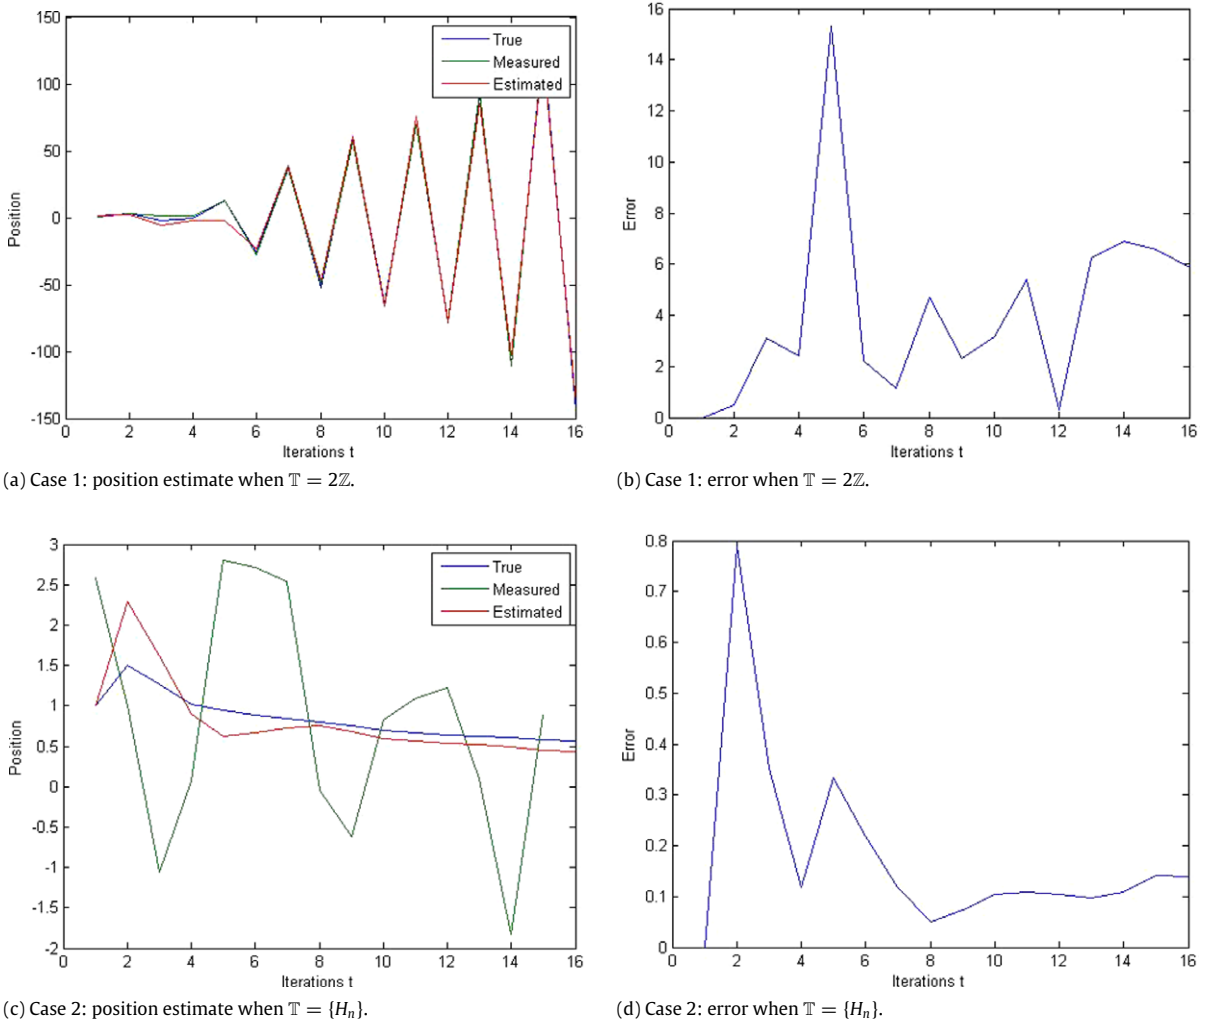 150
100
50
0
-50
-100
-150
Position
0 2 4 6 8 10 12 14 16
Iterations t
True
Measured
Estimated
(a) Case 1: position estimate when 𝕋 = 2ℤ.
16
14
12
10
8
6
4
2
0
Error
0 2 4 6 8 10 12 14 16
Iterations t
(b) Case 1: error when 𝕋 = 2ℤ.
3
2.5
2
1.5
1
0.5
0
-0.5
-1
-1.5
-2
Position
0 2 4 6 8 10 12 14 16
Iterations t
True
Measured
Estimated
(c) Case 2: position estimate when 𝕋 = {Hₙ}.
0.8
0.7
0.6
0.5
0.4
0.3
0.2
0.1
0
Error
0 2 4 6 8 10 12 14 16
Iterations t
(d) Case 2: error when 𝕋 = {Hₙ}.